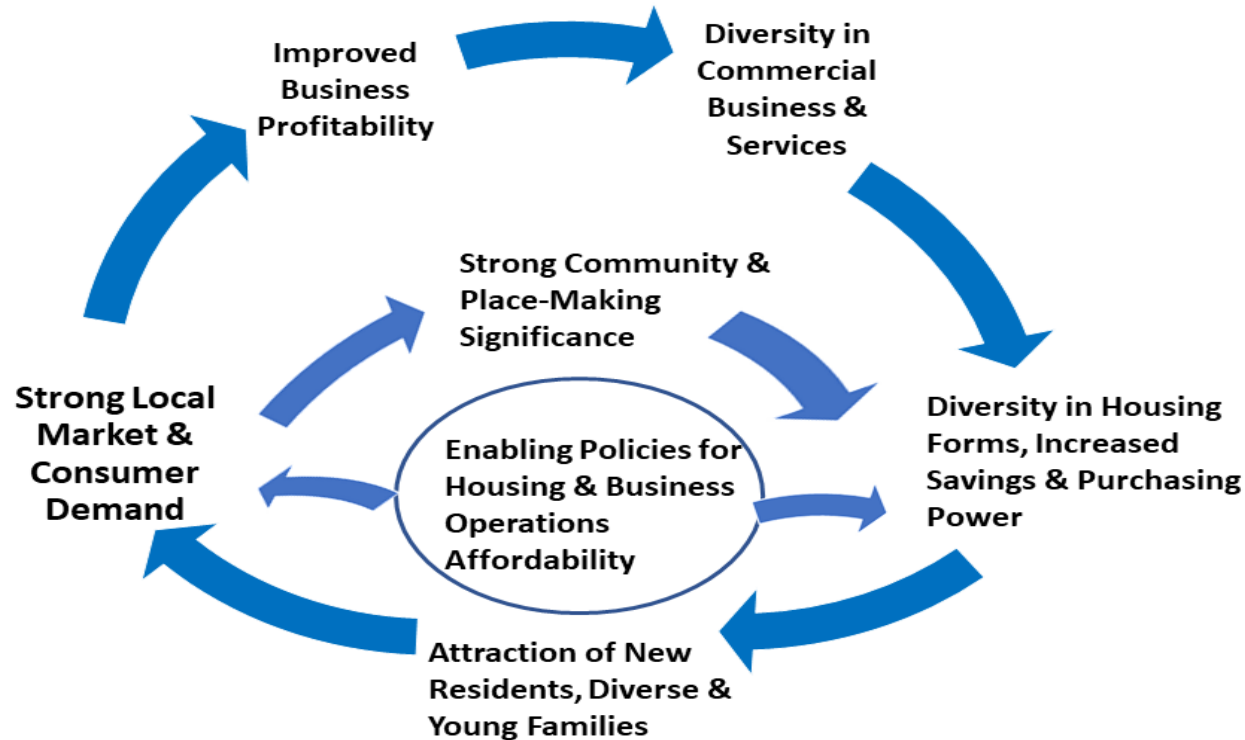 Improved
Business
Profitability
Diversity in
Commercial
Business &
Services
Strong Community &
Place-Making
Significance
Strong Local
Market &
Consumer
Demand
Enabling Policies for
Housing & Business
Operations
Affordability
Diversity in Housing
Forms, Increased
Savings & Purchasing
Power
Attraction of New
Residents, Diverse &
Young Families